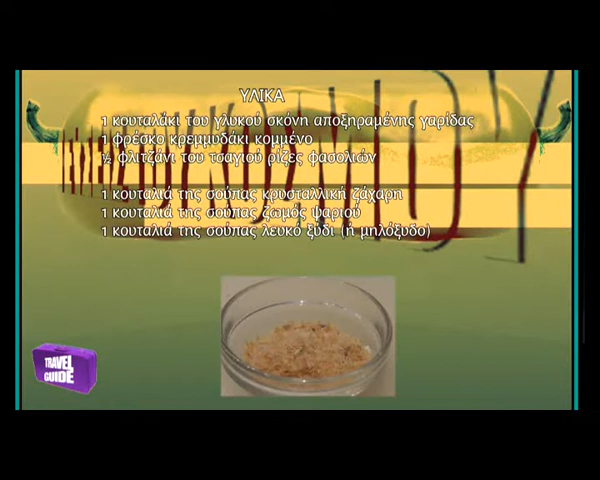 ΥΛΙΚΑ
1 κουταλάκι του γλυκού σκόνη αποξηραμένης γαρίδας
1 φρέσκο κρεμμυδάκι κομμένο
½ φλιτζάνι του τσαγιού ρίζες φασολιών
1 κουταλιά της σούπας κρυσταλλική ζάχαρη
1 κουταλιά της σούπας ζωμός ψαριού
1 κουταλιά της σούπας λευκό ξύδι (ή μηλόξυδο)
TRAVEL
GUIDE